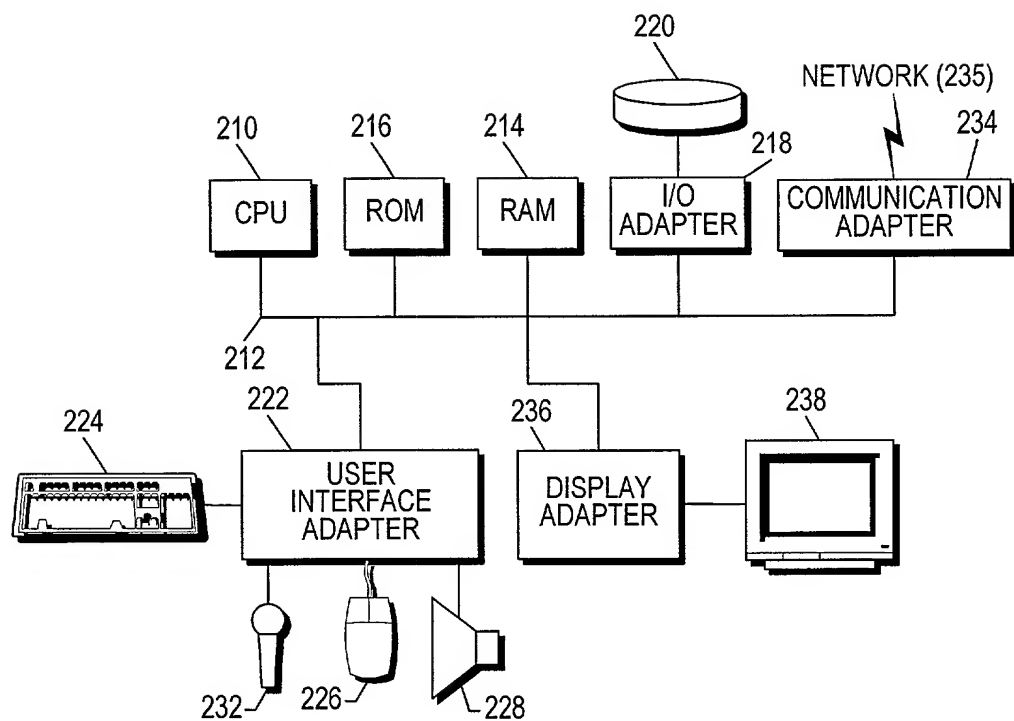 220
NETWORK (235)
210
216
214
218
234
CPU
ROM
RAM
I/O
ADAPTER
COMMUNICATION
ADAPTER
212
224
222
236
238
USER
INTERFACE
ADAPTER
DISPLAY
ADAPTER
232
226
228